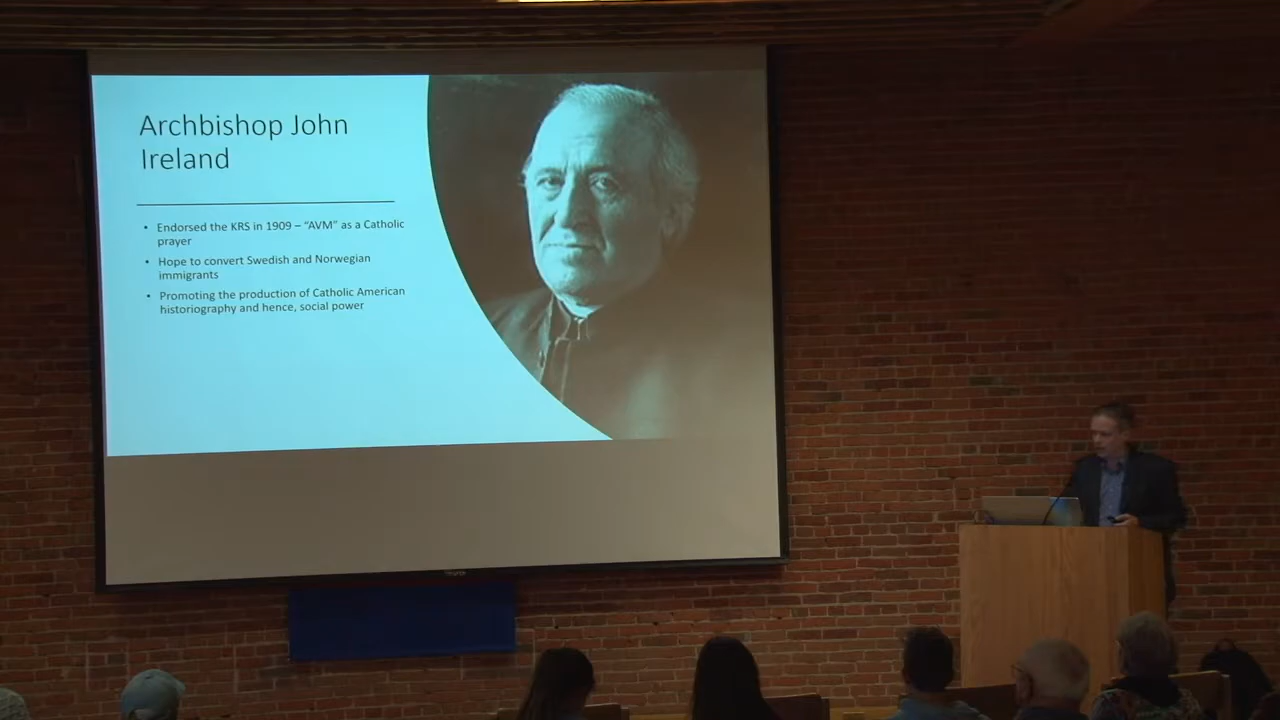 Archbishop John
Ireland
• Endorsed the KRS in 1909 – “AVM” as a Catholic
prayer
• Hope to convert Swedish and Norwegian
immigrants
• Promoting the production of Catholic American
historiography and hence, social power